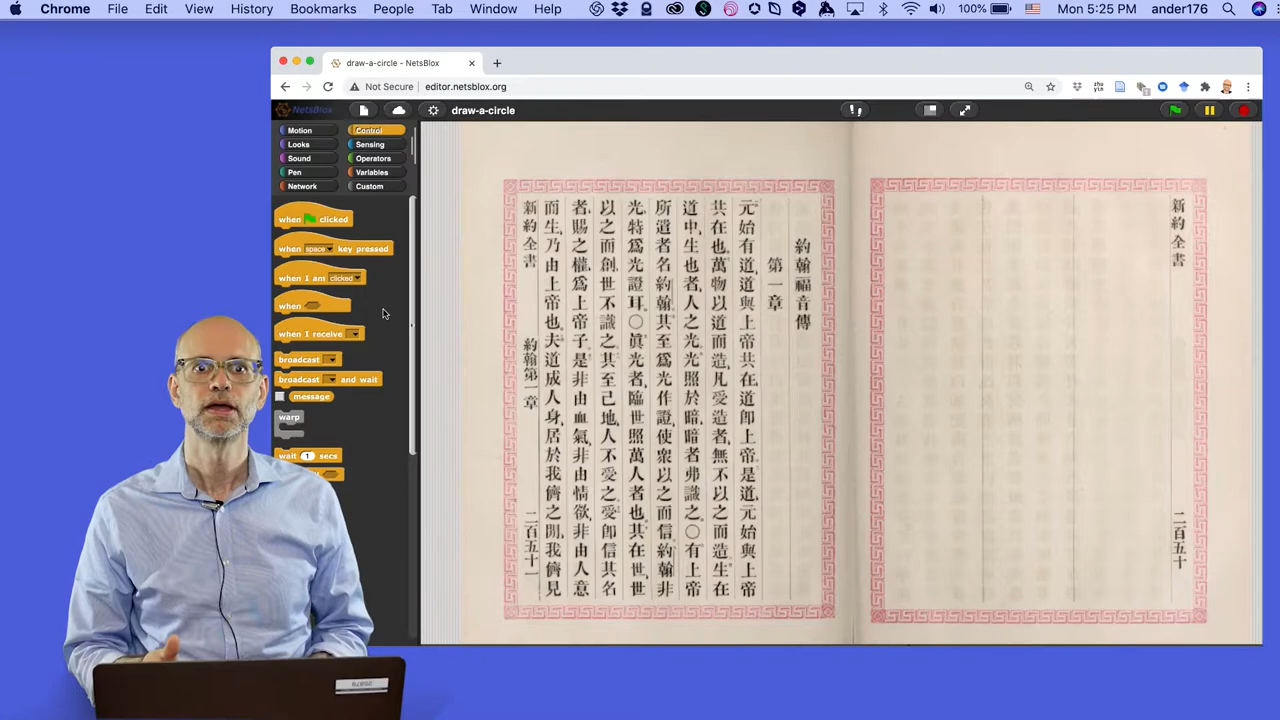 Chrome File Edit View History Bookmarks People Tab Window Help 100% Mon 5:25 PM ander176
draw-a-circle - NetsBlox
Not Secure editor.netsblox.org
NetsBlox draw-a-circle
Motion Control
Looks Sensing
Sound Operators
Pen Variables
Network Custom
when clicked
when space key pressed
when I am clicked
when
when I receive
broadcast
broadcast and wait
message
warp
wait 1 secs
新約全書 二百五十
約翰福音傳
第一章
元始有道道與上帝共在道卽上帝是道元始與上帝
共在也萬物以道而造凡受造者無不以之而造生在
道中生也者人之光光照於暗暗者弗識之○有上帝
所遣者名約翰其至爲光作證使衆以之而信約翰非
光特爲光證耳○眞光者臨世照萬人者也其在世世
以之而創世不識之其至己地人不受之受卽信其名
者賜之權爲上帝子是非由血氣非由情欲非由人意
而生乃由上帝也夫道成人身居於我儕之閒我儕見
新約全書 約翰第一章 二百五十一